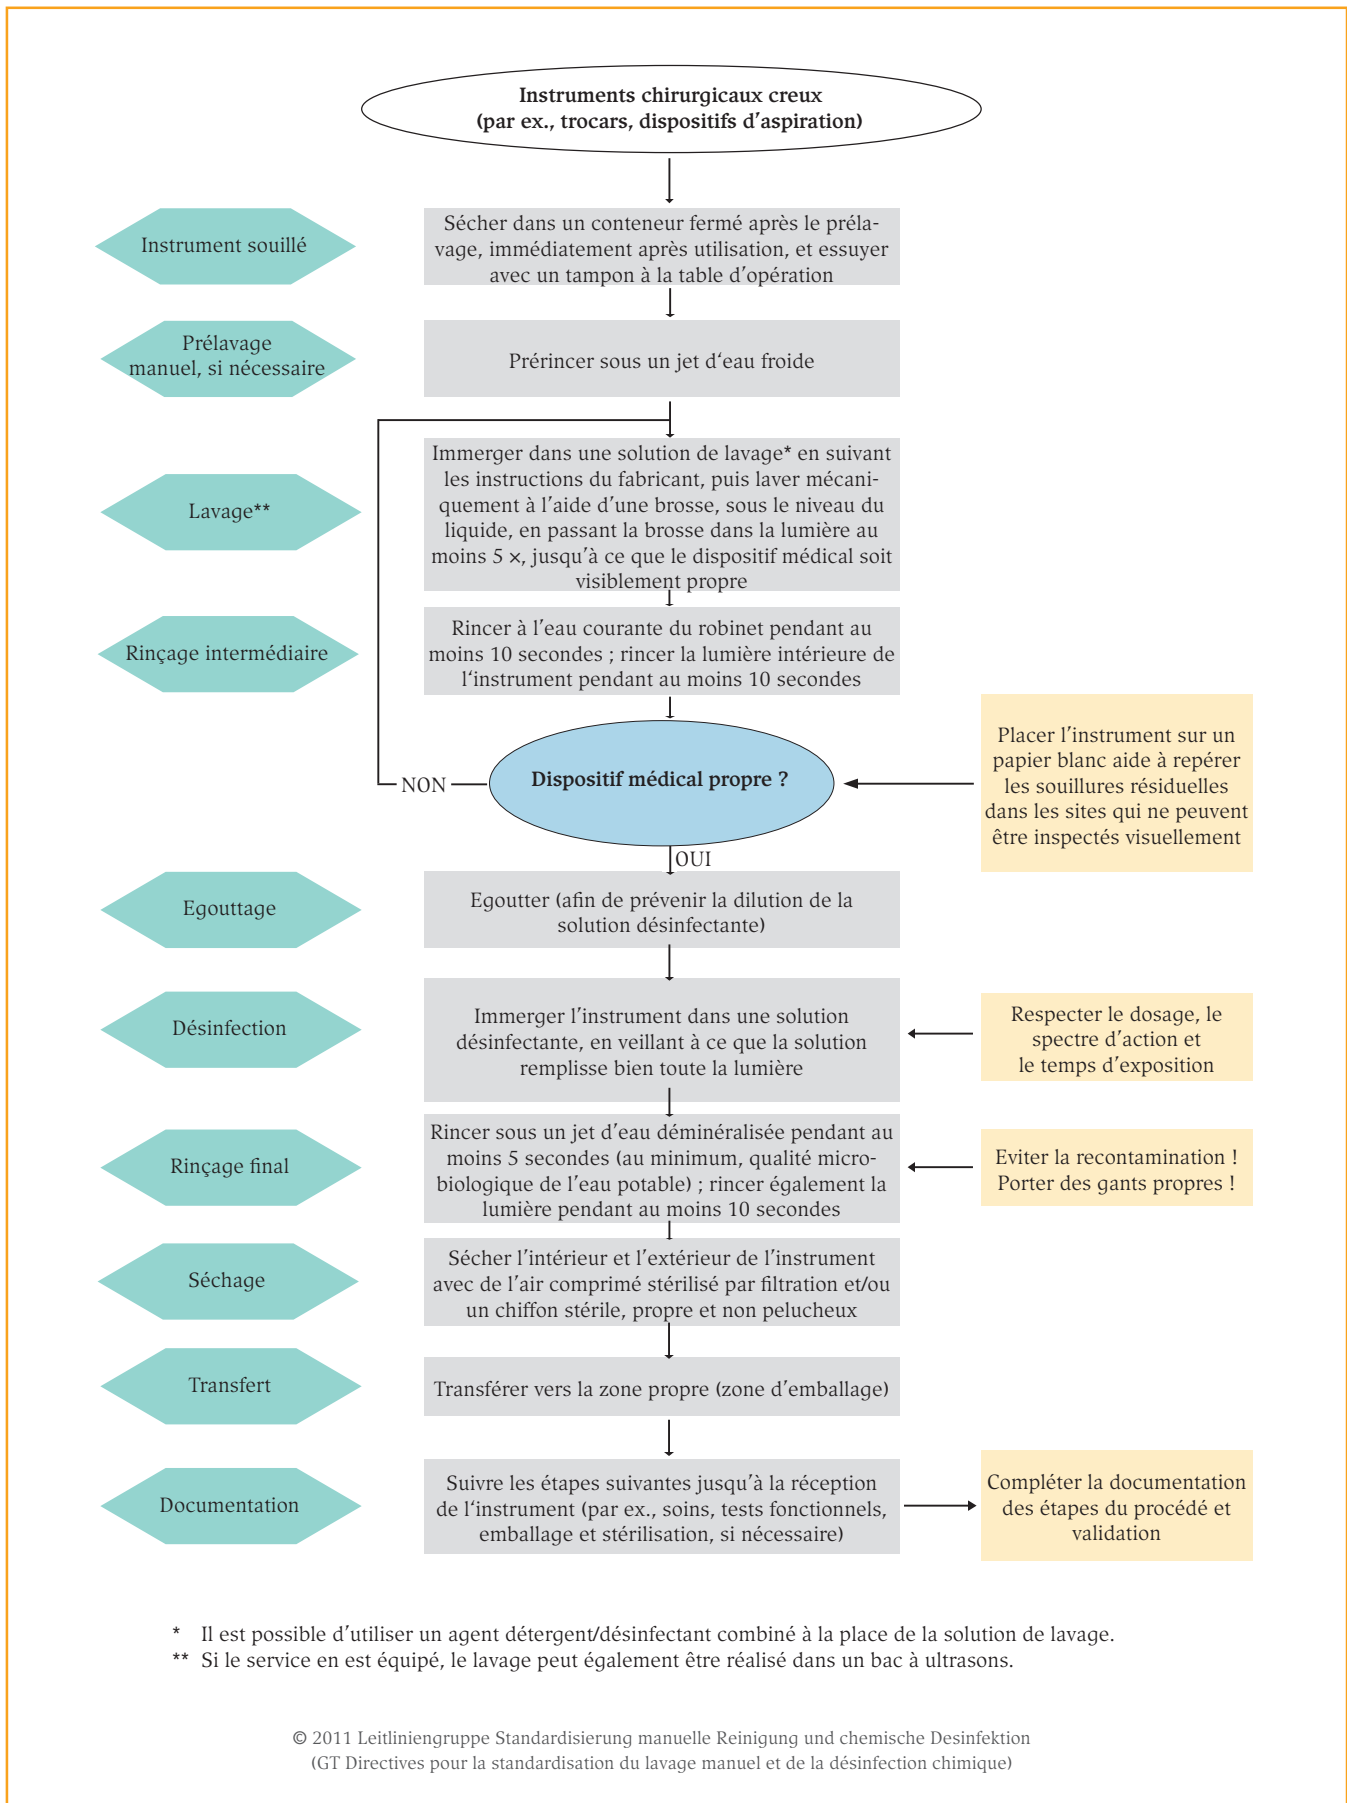 Instruments chirurgicaux creux
(par ex., trocars, dispositifs d’aspiration)
Instrument souillé
Sécher dans un conteneur fermé après le préla-
vage, immédiatement après utilisation, et essuyer
avec un tampon à la table d’opération
Prélavage
manuel, si nécessaire
Prérincer sous un jet d‘eau froide
Lavage**
Immerger dans une solution de lavage* en suivant
les instructions du fabricant, puis laver mécani-
quement à l’aide d’une brosse, sous le niveau du
liquide, en passant la brosse dans la lumière au
moins 5 ×, jusqu’à ce que le dispositif médical soit
visiblement propre
Rinçage intermédiaire
Rincer à l’eau courante du robinet pendant au
moins 10 secondes ; rincer la lumière intérieure de
l‘instrument pendant au moins 10 secondes
Placer l’instrument sur un
papier blanc aide à repérer
les souillures résiduelles
dans les sites qui ne peuvent
être inspectés visuellement
Dispositif médical propre ?
NON
OUI
Egouttage
Egoutter (afin de prévenir la dilution de la
solution désinfectante)
Désinfection
Immerger l’instrument dans une solution
désinfectante, en veillant à ce que la solution
remplisse bien toute la lumière
Respecter le dosage, le
spectre d’action et
le temps d’exposition
Rinçage final
Rincer sous un jet d’eau déminéralisée pendant au
moins 5 secondes (au minimum, qualité micro-
biologique de l’eau potable) ; rincer également la
lumière pendant au moins 10 secondes
Eviter la recontamination !
Porter des gants propres !
Séchage
Sécher l’intérieur et l’extérieur de l’instrument
avec de l’air comprimé stérilisé par filtration et/ou
un chiffon stérile, propre et non pelucheux
Transfert
Transférer vers la zone propre (zone d’emballage)
Documentation
Suivre les étapes suivantes jusqu’à la réception
de l‘instrument (par ex., soins, tests fonctionnels,
emballage et stérilisation, si nécessaire)
Compléter la documentation
des étapes du procédé et
validation
* Il est possible d’utiliser un agent détergent/désinfectant combiné à la place de la solution de lavage.
** Si le service en est équipé, le lavage peut également être réalisé dans un bac à ultrasons.
© 2011 Leitliniengruppe Standardisierung manuelle Reinigung und chemische Desinfektion
(GT Directives pour la standardisation du lavage manuel et de la désinfection chimique)